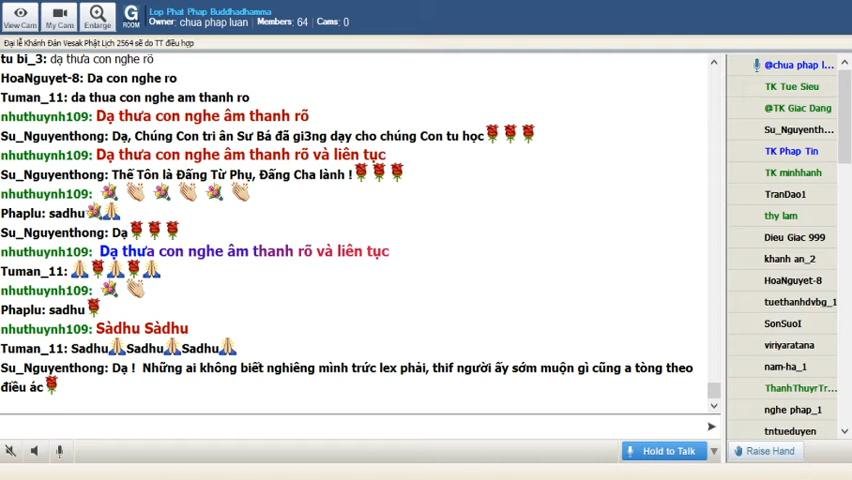 View Cam
My Cam
Enlarge
G
ROOM
Lop Phat Phap Buddhadhamma
Owner: chua phap luan Members: 64 Cams: 0
Đại lễ Khánh Đản Vesak Phật Lịch 2564 sẽ do TT điều hợp
tu bi_3: dạ thưa con nghe rõ
HoaNguyet-8: Da con nghe ro
Tuman_11: da thua con nghe am thanh ro
nhuthuynh109: Dạ thưa con nghe âm thanh rõ
Su_Nguyenthong: Dạ, Chúng Con tri ân Sư Bá đã gi3ng dạy cho chúng Con tu học
nhuthuynh109: Dạ thưa con nghe âm thanh rõ và liên tục
Su_Nguyenthong: Thế Tôn là Đấng Từ Phụ, Đấng Cha lành !
nhuthuynh109:
Phaplu: sadhu
Su_Nguyenthong: Dạ
nhuthuynh109: Dạ thưa con nghe âm thanh rõ và liên tục
Tuman_11:
nhuthuynh109:
Phaplu: sadhu
nhuthuynh109: Sàdhu Sàdhu
Tuman_11: Sadhu Sadhu Sadhu
Su_Nguyenthong: Dạ ! Những ai không biết nghiêng mình trức lex phải, thif người ấy sớm muộn gì cũng a tòng theo
điều ác
Hold to Talk
@chua phap l...
TK Tue Sieu
@TK Giac Dang
Su_Nguyenth...
TK Phap Tin
TK minhhanh
TranDao1
thy lam
Dieu Giac 999
khanh an_2
HoaNguyet-8
tuethanhdvbg_1
SonSuoI
viriyaratana
nam-ha_1
ThanhThuyrTr...
nghe phap_1
tntueduyen
Raise Hand